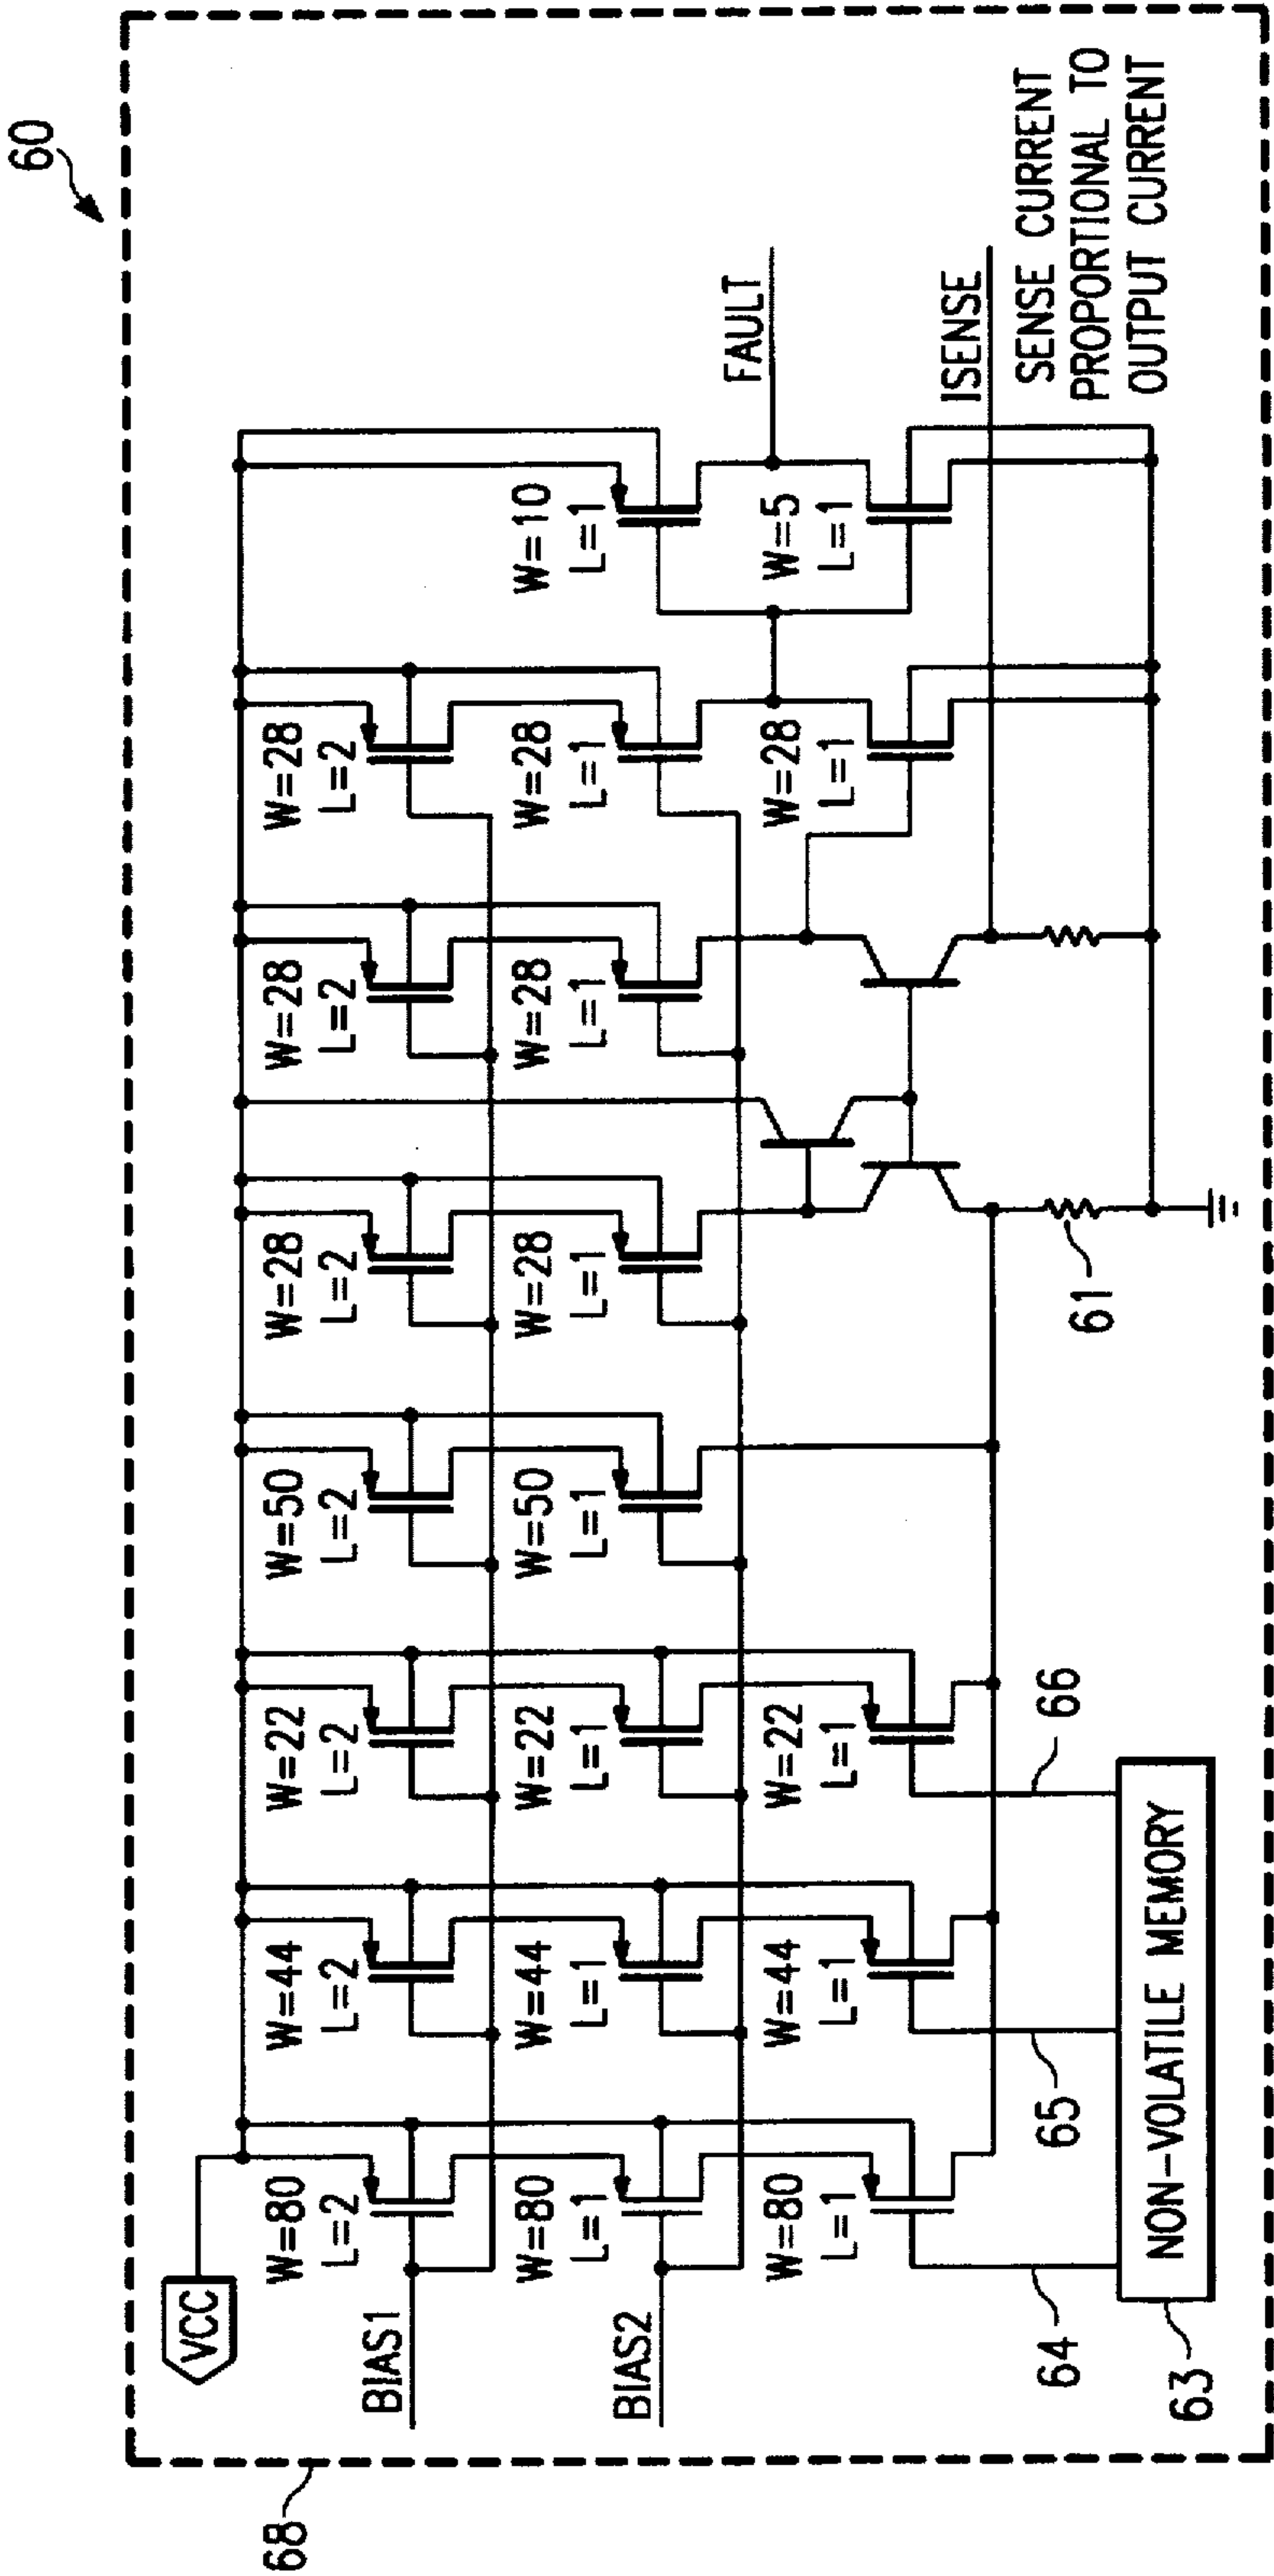 60
68
VCC
BIAS1
BIAS2
W=80
L=2
W=44
L=2
W=22
L=2
W=50
L=2
W=28
L=2
W=28
L=2
W=28
L=2
W=80
L=1
W=44
L=1
W=22
L=1
W=50
L=1
W=28
L=1
W=28
L=1
W=28
L=1
W=10
L=1
W=80
L=1
W=44
L=1
W=22
L=1
W=28
L=1
W=5
L=1
FAULT
ISENSE
SENSE CURRENT
PROPORTIONAL TO
OUTPUT CURRENT
61
64
65
66
63
NON-VOLATILE MEMORY